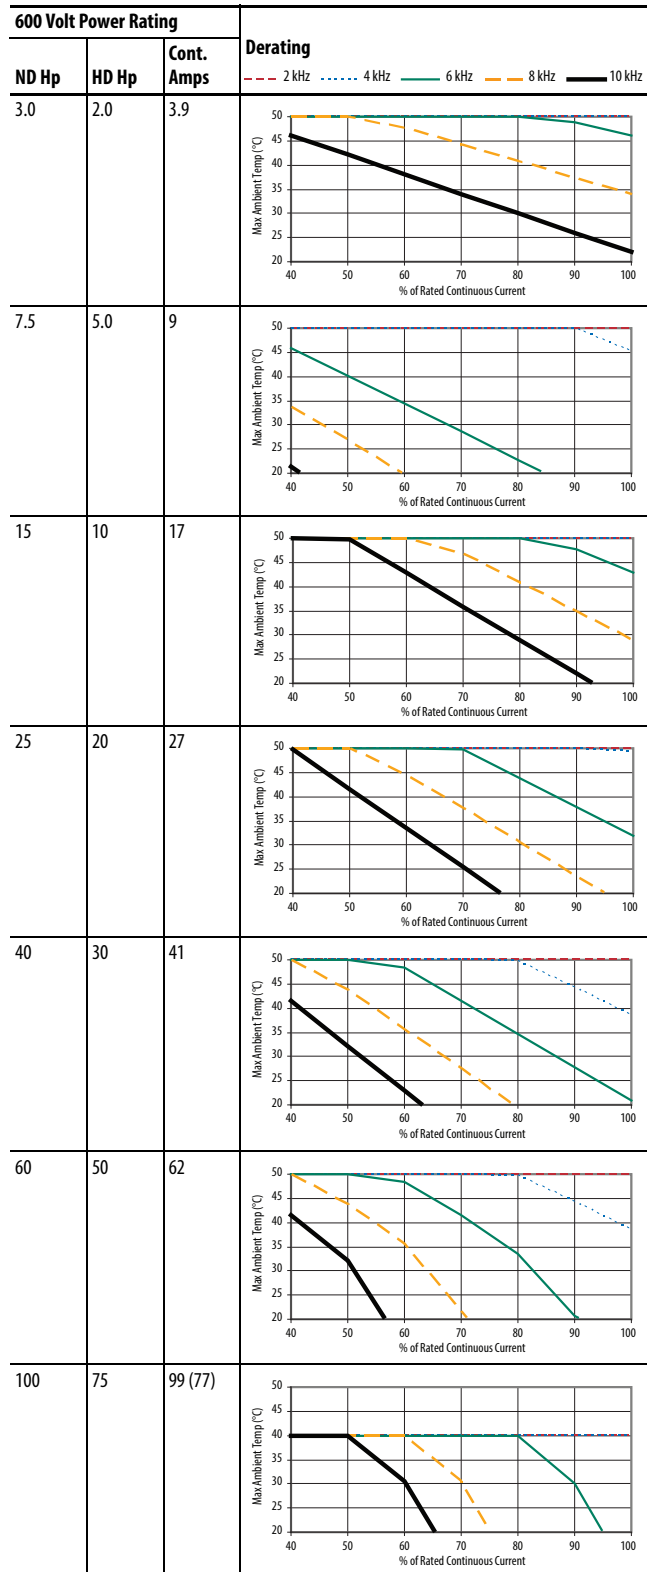 600 Volt Power Rating
Derating
ND Hp HD Hp Cont. Amps
2 kHz 4 kHz 6 kHz 8 kHz 10 kHz
3.0 2.0 3.9
Max Ambient Temp (°C)
50
45
40
35
30
25
20
40 50 60 70 80 90 100
% of Rated Continuous Current
7.5 5.0 9
Max Ambient Temp (°C)
50
45
40
35
30
25
20
40 50 60 70 80 90 100
% of Rated Continuous Current
15 10 17
Max Ambient Temp (°C)
50
45
40
35
30
25
20
40 50 60 70 80 90 100
% of Rated Continuous Current
25 20 27
Max Ambient Temp (°C)
50
45
40
35
30
25
20
40 50 60 70 80 90 100
% of Rated Continuous Current
40 30 41
Max Ambient Temp (°C)
50
45
40
35
30
25
20
40 50 60 70 80 90 100
% of Rated Continuous Current
60 50 62
Max Ambient Temp (°C)
50
45
40
35
30
25
20
40 50 60 70 80 90 100
% of Rated Continuous Current
100 75 99 (77)
Max Ambient Temp (°C)
50
45
40
35
30
25
20
40 50 60 70 80 90 100
% of Rated Continuous Current